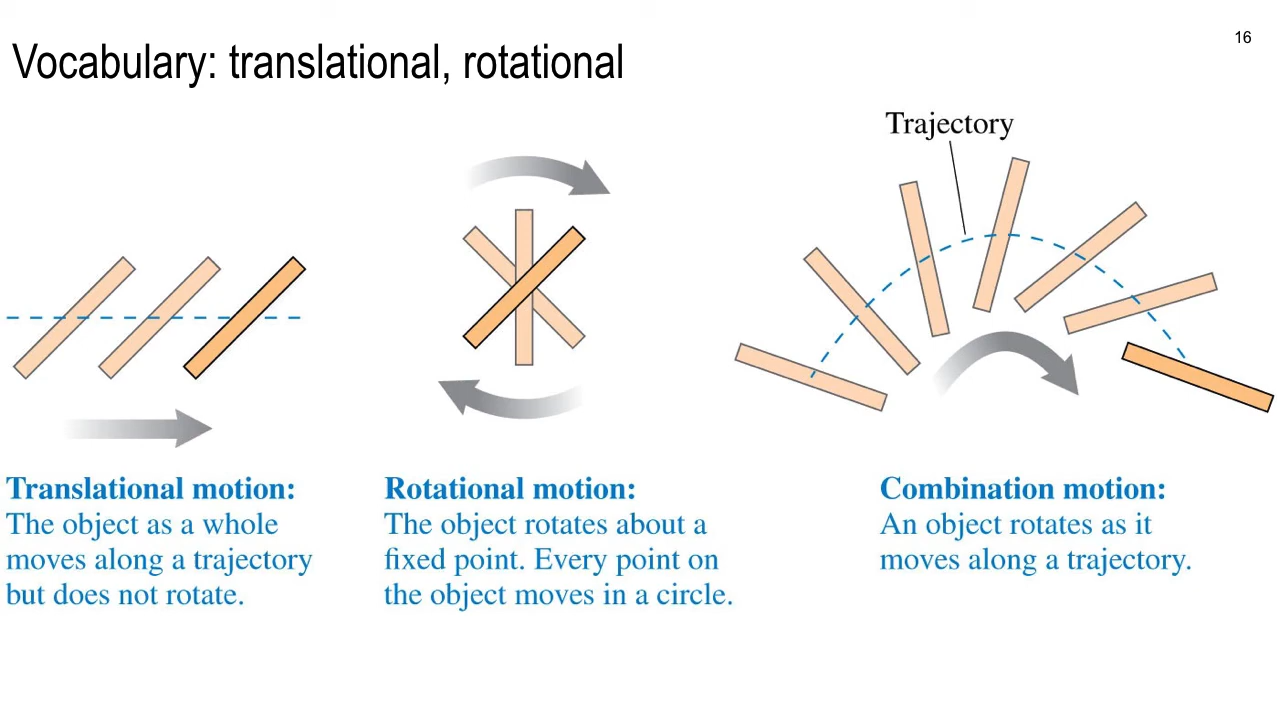 16
Vocabulary: translational, rotational
Trajectory
Translational motion:
The object as a whole
moves along a trajectory
but does not rotate.
Rotational motion:
The object rotates about a
fixed point. Every point on
the object moves in a circle.
Combination motion:
An object rotates as it
moves along a trajectory.